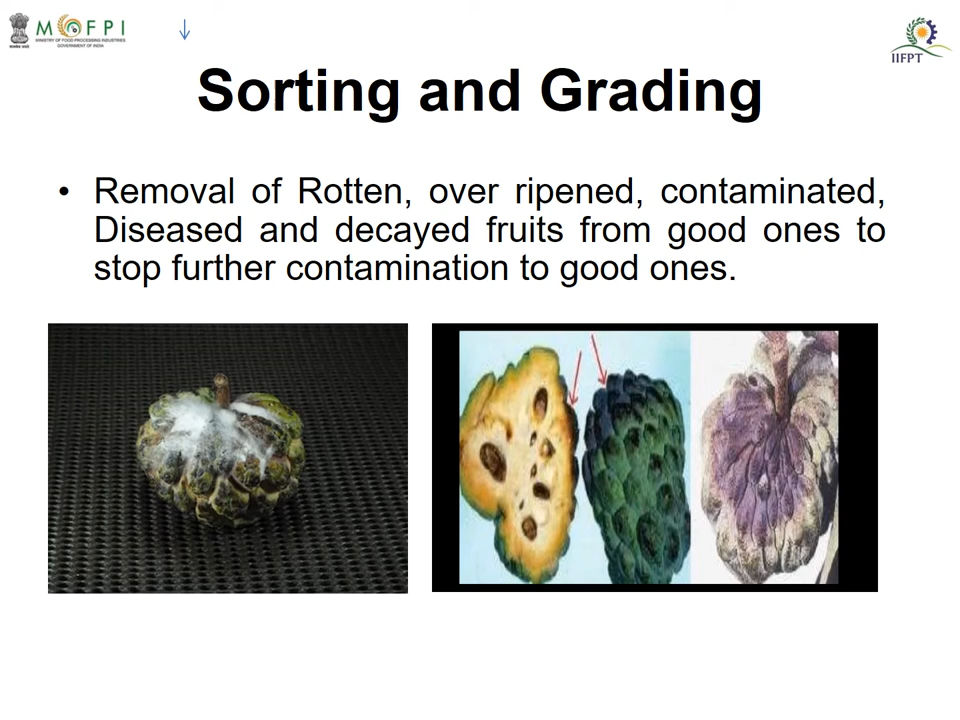 MOFPI
MINISTRY OF FOOD PROCESSING INDUSTRIES
GOVERNMENT OF INDIA
IIFPT
Sorting and Grading
• Removal of Rotten, over ripened, contaminated,
Diseased and decayed fruits from good ones to
stop further contamination to good ones.